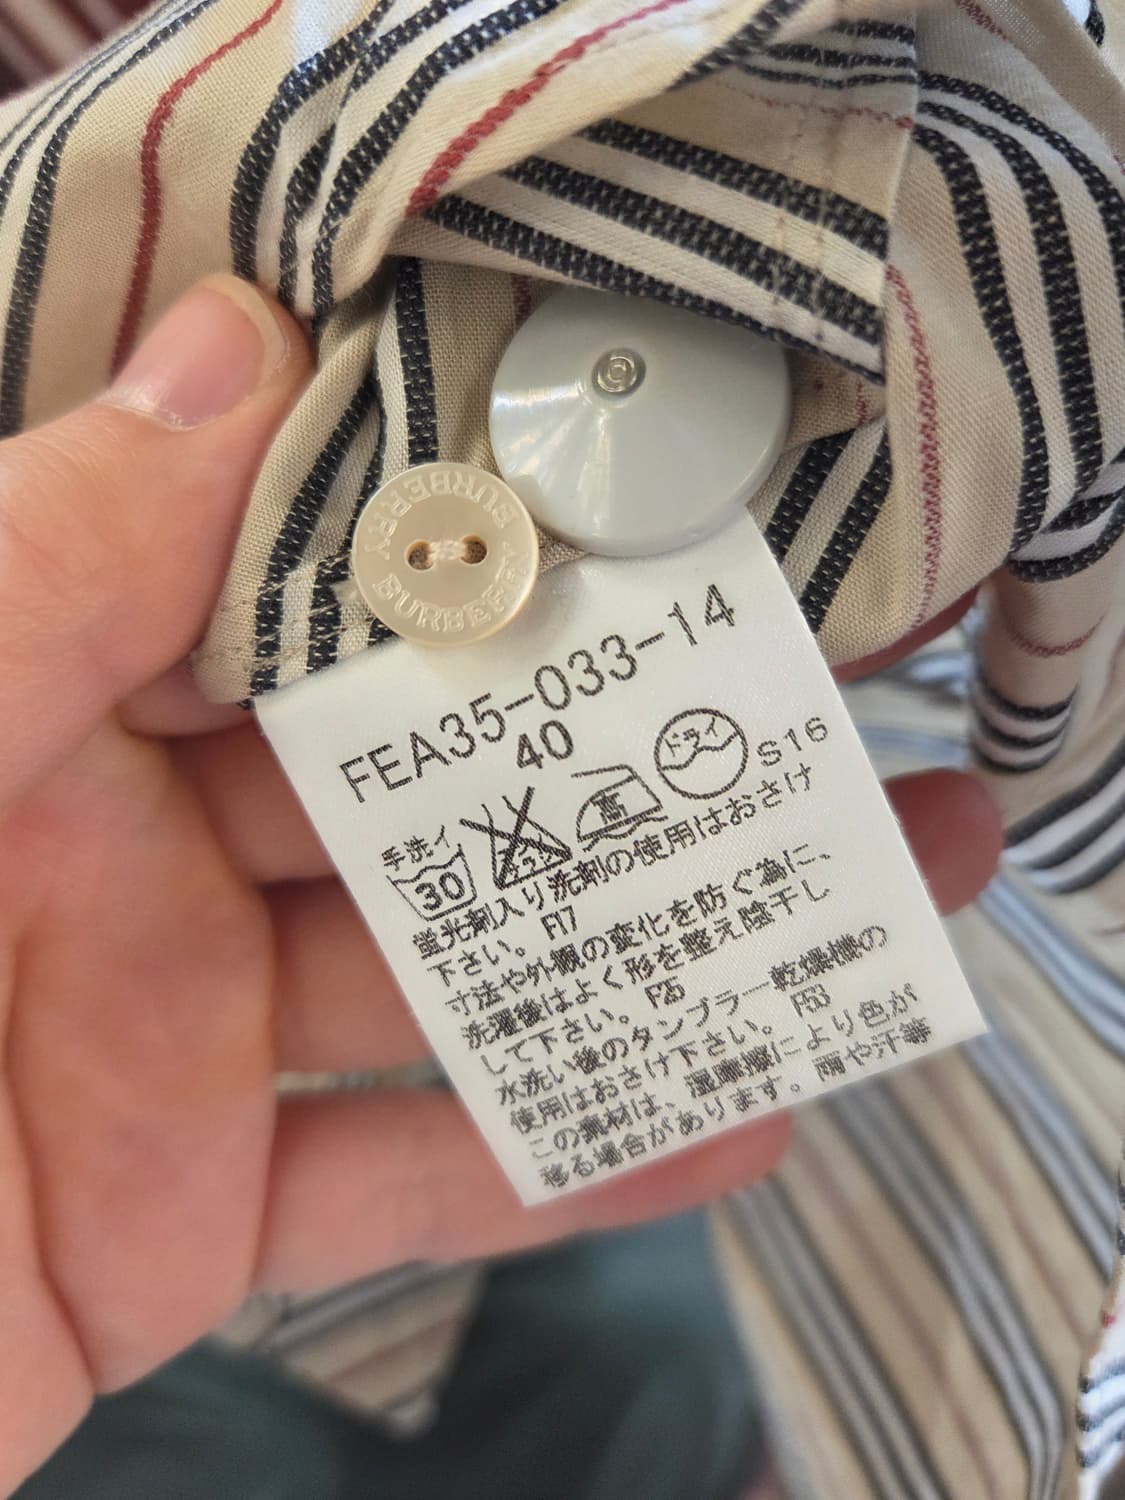 BURBERRY BURBERRY
FEA35-033-14
40
手洗イ
30
エンソサラシ
高
ドライ
S16
蛍光剤入り洗剤の使用はおさけ
下さい。 F17
寸法や外観の変化を防ぐ為に、
洗濯後はよく形を整え陰干し
して下さい。 F25
水洗い後のタンブラー乾燥機の
使用はおさけ下さい。 F53
この素材は、湿摩擦により色が
移る場合があります。雨や汗等